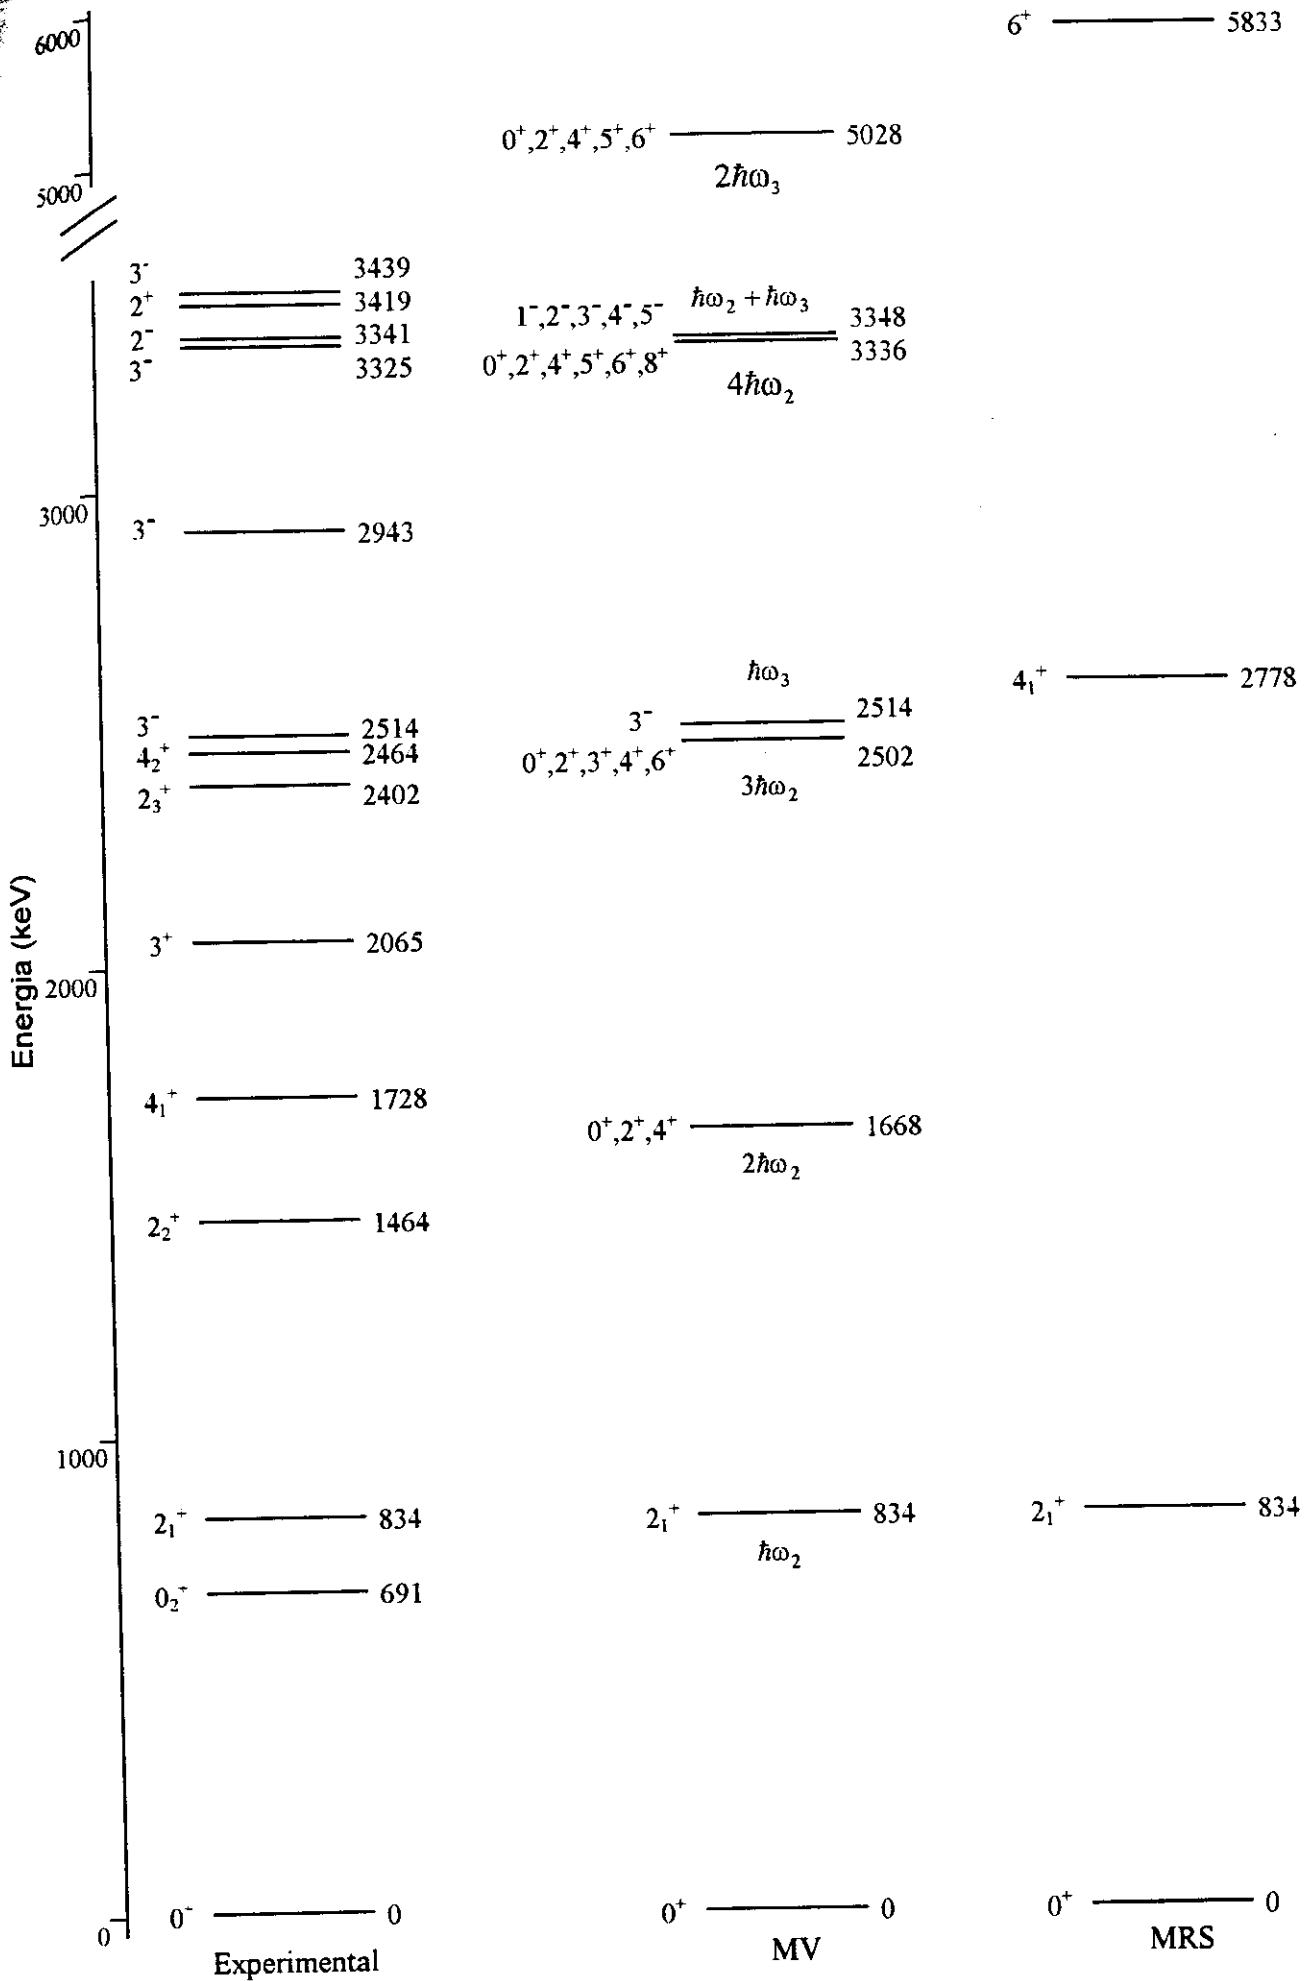 6⁺ 5833
6000
0⁺,2⁺,4⁺,5⁺,6⁺ 5028
2ħω₃
5000
3⁻ 3439
2⁺ 3419
2⁻ 3341
3⁻ 3325
ħω₂ + ħω₃
1⁻,2⁻,3⁻,4⁻,5⁻ 3348
0⁺,2⁺,4⁺,5⁺,6⁺,8⁺ 3336
4ħω₂
3000
3⁻ 2943
ħω₃
4₁⁺ 2778
3⁻ 2514
4₂⁺ 2464
2₃⁺ 2402
3⁻ 2514
0⁺,2⁺,3⁺,4⁺,6⁺ 2502
3ħω₂
3⁺ 2065
Energia (keV)
2000
4₁⁺ 1728
0⁺,2⁺,4⁺ 1668
2ħω₂
2₂⁺ 1464
1000
2₁⁺ 834
2₁⁺ 834
2₁⁺ 834
ħω₂
0₂⁺ 691
0
0⁺ 0
0⁺ 0
0⁺ 0
Experimental
MV
MRS